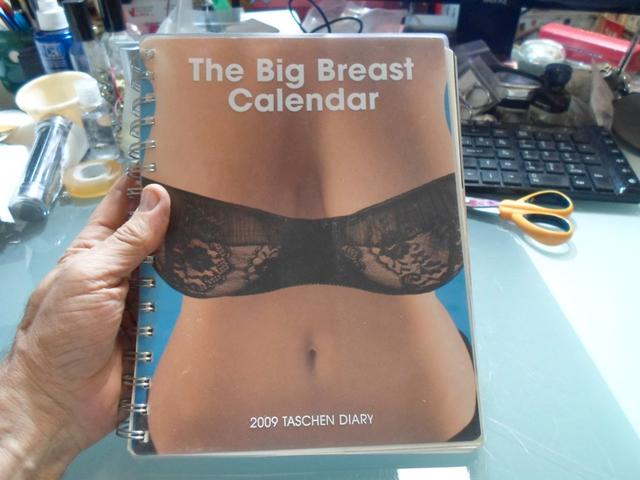 The Big Breast
Calendar
2009 TASCHEN DIARY